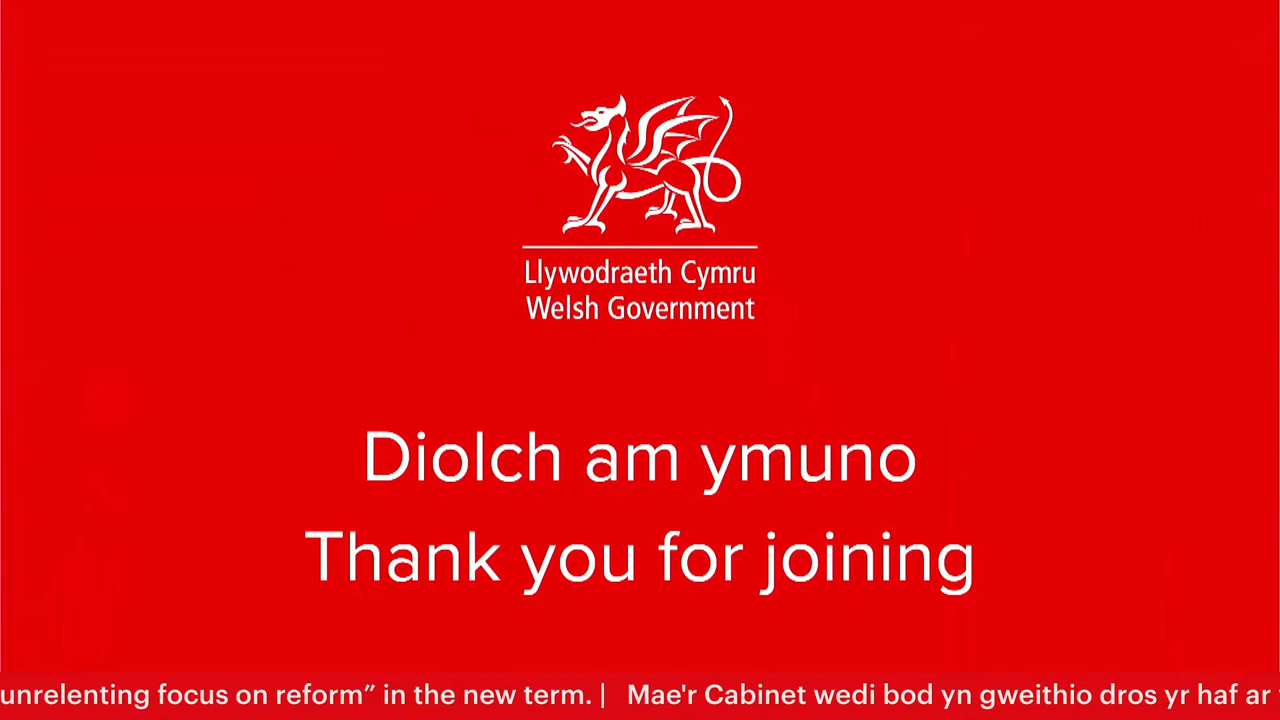 Llywodraeth Cymru
Welsh Government
Diolch am ymuno
Thank you for joining
unrelenting focus on reform” in the new term. | Mae'r Cabinet wedi bod yn gweithio dros yr haf ar